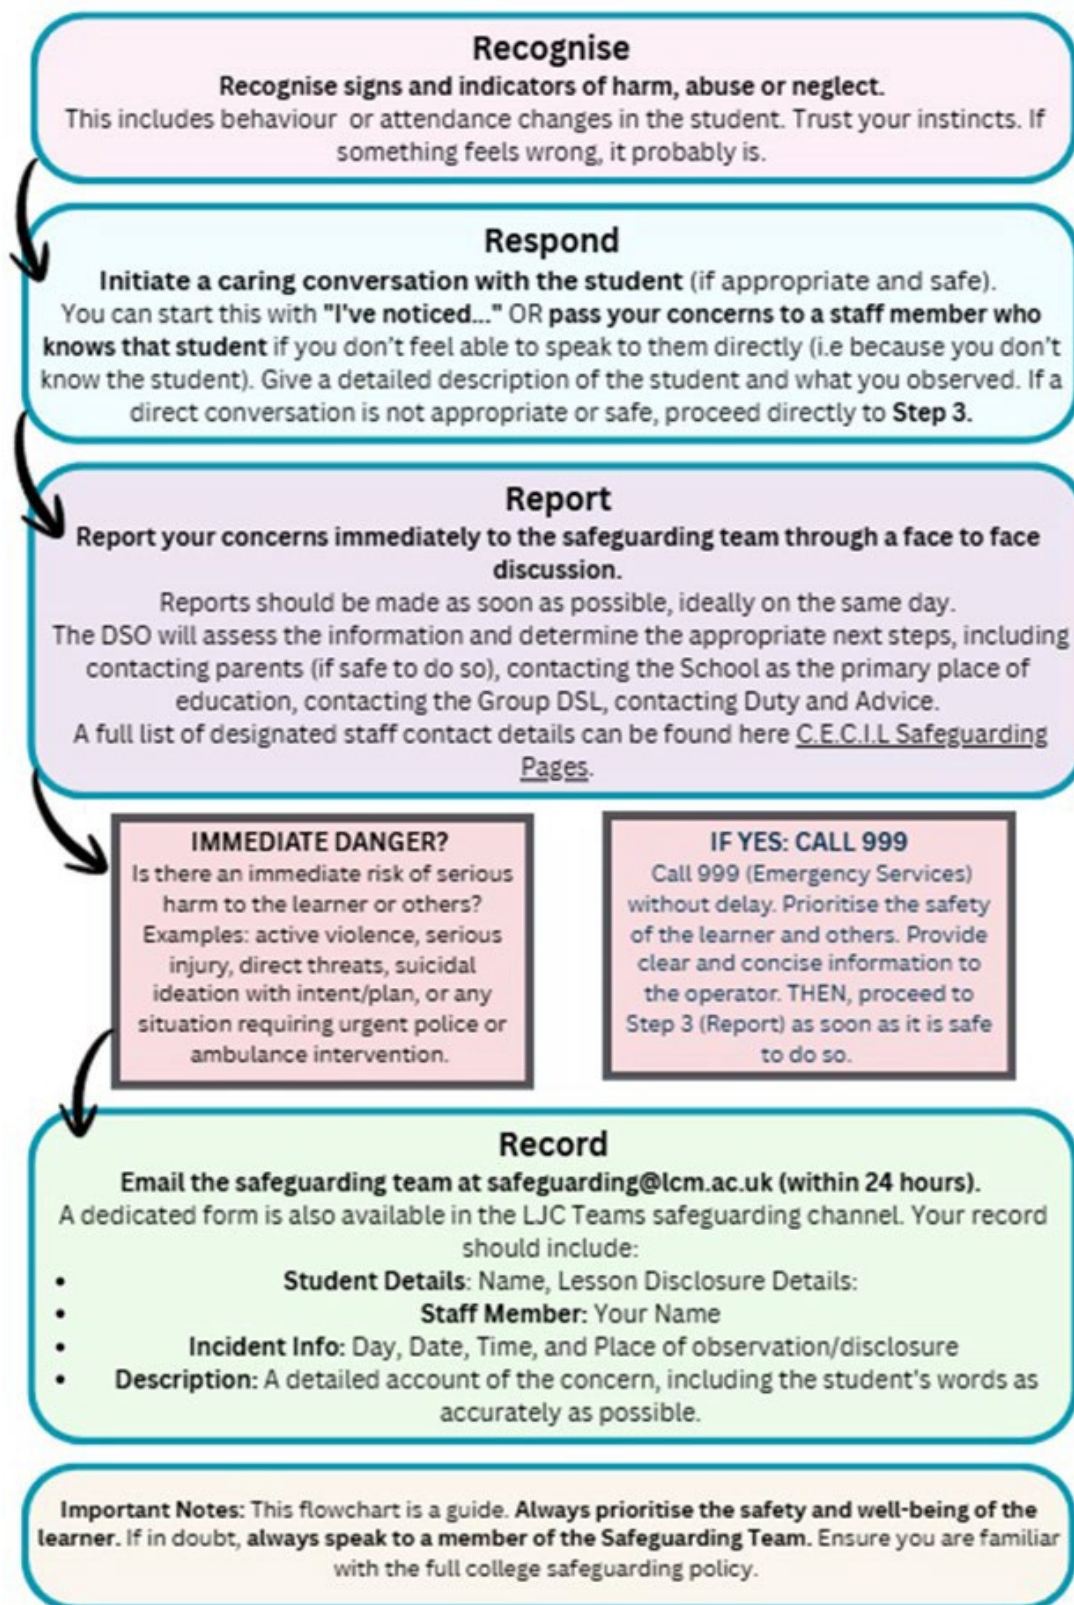 Recognise
Recognise signs and indicators of harm, abuse or neglect.
This includes behaviour or attendance changes in the student. Trust your instincts. If
something feels wrong, it probably is.
Respond
Initiate a caring conversation with the student (if appropriate and safe).
You can start this with "I've noticed..." OR pass your concerns to a staff member who
knows that student if you don't feel able to speak to them directly (i.e because you don't
know the student). Give a detailed description of the student and what you observed. If a
direct conversation is not appropriate or safe, proceed directly to Step 3.
Report
Report your concerns immediately to the safeguarding team through a face to face
discussion.
Reports should be made as soon as possible, ideally on the same day.
The DSO will assess the information and determine the appropriate next steps, including
contacting parents (if safe to do so), contacting the School as the primary place of
education, contacting the Group DSL, contacting Duty and Advice.
A full list of designated staff contact details can be found here C.E.C.I.L Safeguarding
Pages.
IMMEDIATE DANGER?
Is there an immediate risk of serious
harm to the learner or others?
Examples: active violence, serious
injury, direct threats, suicidal
ideation with intent/plan, or any
situation requiring urgent police or
ambulance intervention.
IF YES: CALL 999
Call 999 (Emergency Services)
without delay. Prioritise the safety
of the learner and others. Provide
clear and concise information to
the operator. THEN, proceed to
Step 3 (Report) as soon as it is safe
to do so.
Record
Email the safeguarding team at safeguarding@lcm.ac.uk (within 24 hours).
A dedicated form is also available in the LJC Teams safeguarding channel. Your record
should include:
• Student Details: Name, Lesson Disclosure Details:
• Staff Member: Your Name
• Incident Info: Day, Date, Time, and Place of observation/disclosure
• Description: A detailed account of the concern, including the student's words as
accurately as possible.
Important Notes: This flowchart is a guide. Always prioritise the safety and well-being of the
learner. If in doubt, always speak to a member of the Safeguarding Team. Ensure you are familiar
with the full college safeguarding policy.